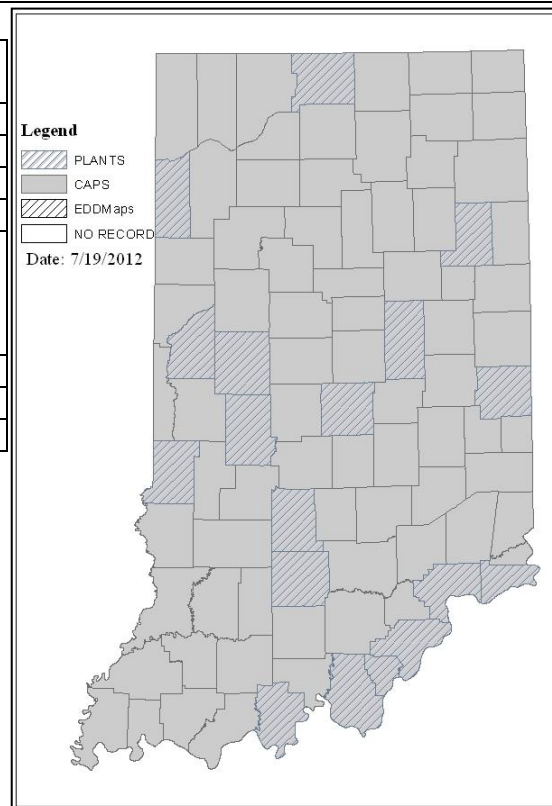 Legend
PLANTS
CAPS
EDDMaps
NO RECORD
Date: 7/19/2012